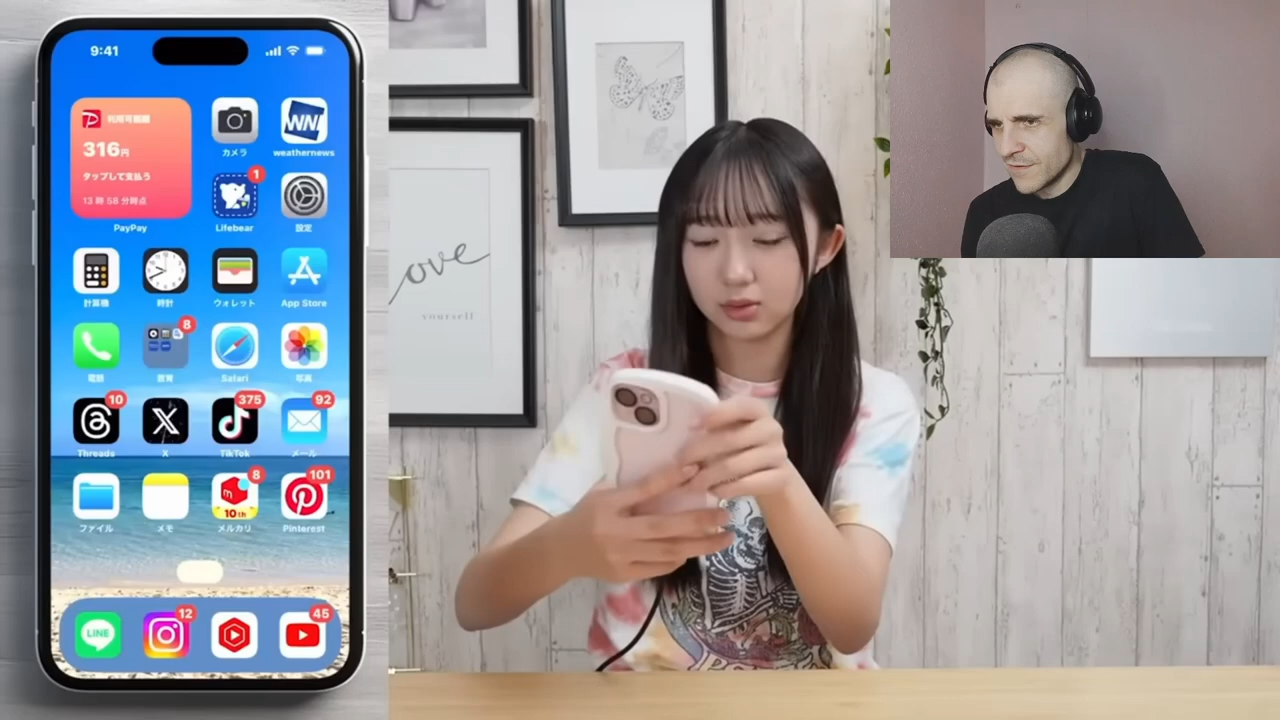 9:41
利用可能額
316円
タップして支払う
13 時 58 分時点
PayPay
カメラ
WN
weathernews
1
Lifebear
設定
計算機
時計
ウォレット
App Store
8
電話
Safari
写真
10
375
92
Threads
X
TikTok
メール
8
101
10th
ファイル
メモ
メルカリ
Pinterest
12
45
LINE
love
yourself